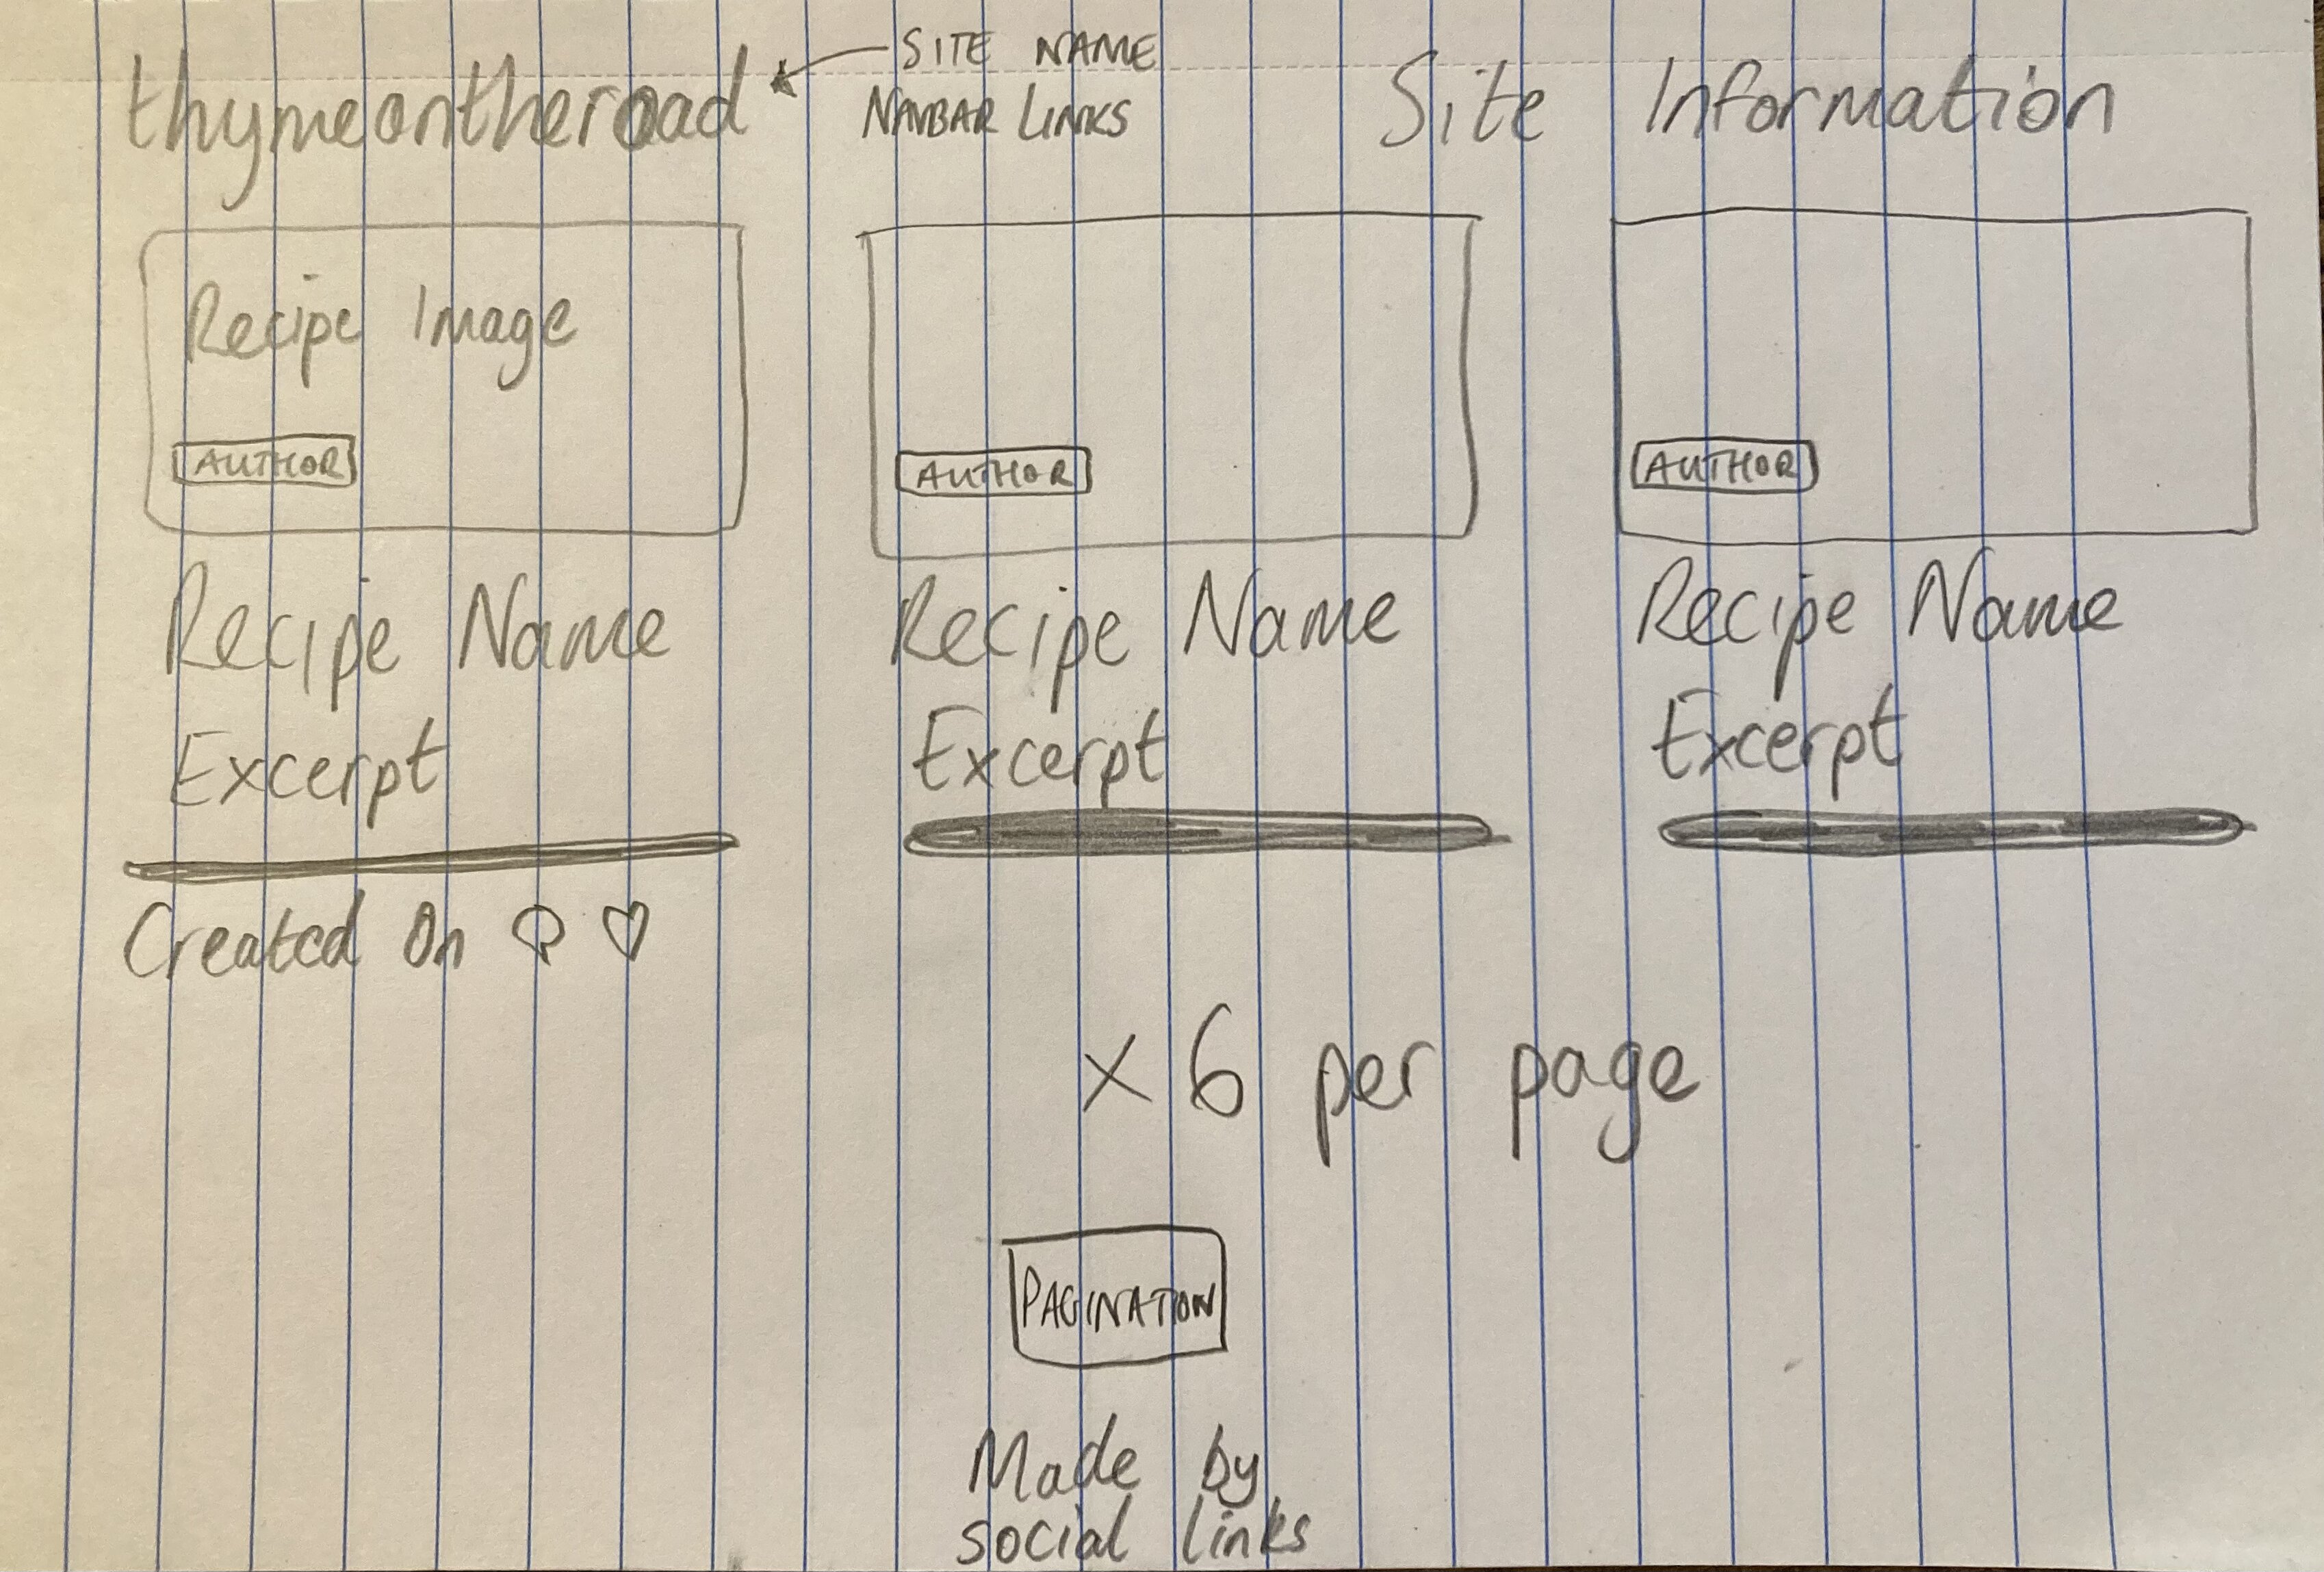 thymeontheroad
SITE NAME
NAVBAR LINKS
Site Information
Recipe Image
AUTHOR
AUTHOR
AUTHOR
Recipe Name
Recipe Name
Recipe Name
Excerpt
Excerpt
Excerpt
Created On
x 6 per page
PAGINATION
Made by
social links